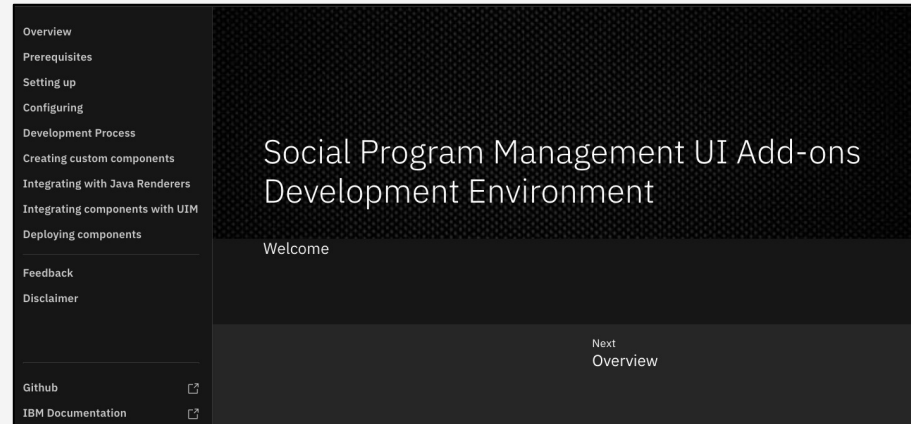 Overview
Prerequisites
Setting up
Configuring
Development Process
Creating custom components
Integrating with Java Renderers
Integrating components with UIM
Deploying components
Feedback
Disclaimer
Github
IBM Documentation
Social Program Management UI Add-ons
Development Environment
Welcome
Next
Overview